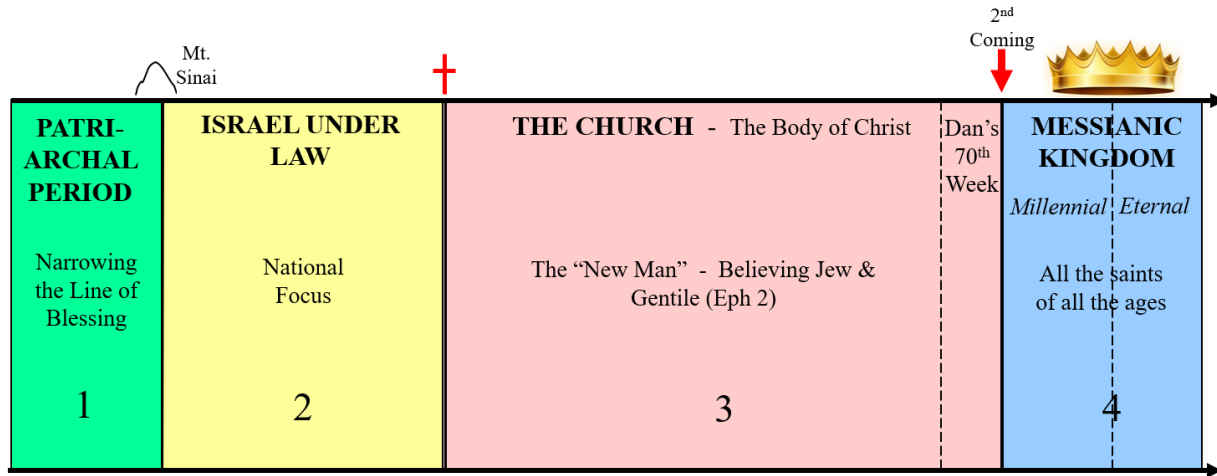 2nd
Coming
Mt.
Sinai
PATRI-
ARCHAL
PERIOD
Narrowing
the Line of
Blessing
1
ISRAEL UNDER
LAW
National
Focus
2
THE CHURCH - The Body of Christ
The “New Man” - Believing Jew &
Gentile (Eph 2)
3
Dan’s
70th
Week
MESSIANIC
KINGDOM
Millennial Eternal
All the saints
of all the ages
4